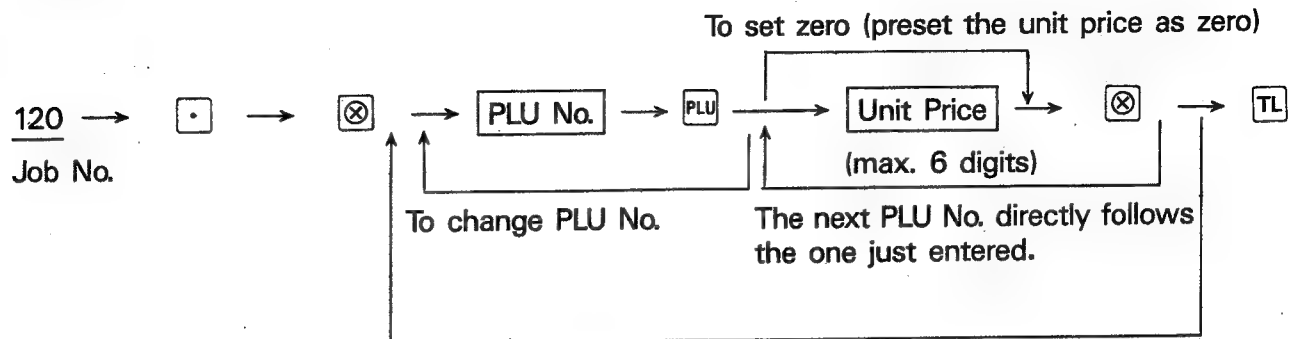 To set zero (preset the unit price as zero)
120 → · → ⊗ → PLU No. → PLU → Unit Price → ⊗ → TL
Job No.
(max. 6 digits)
To change PLU No.
The next PLU No. directly follows
the one just entered.